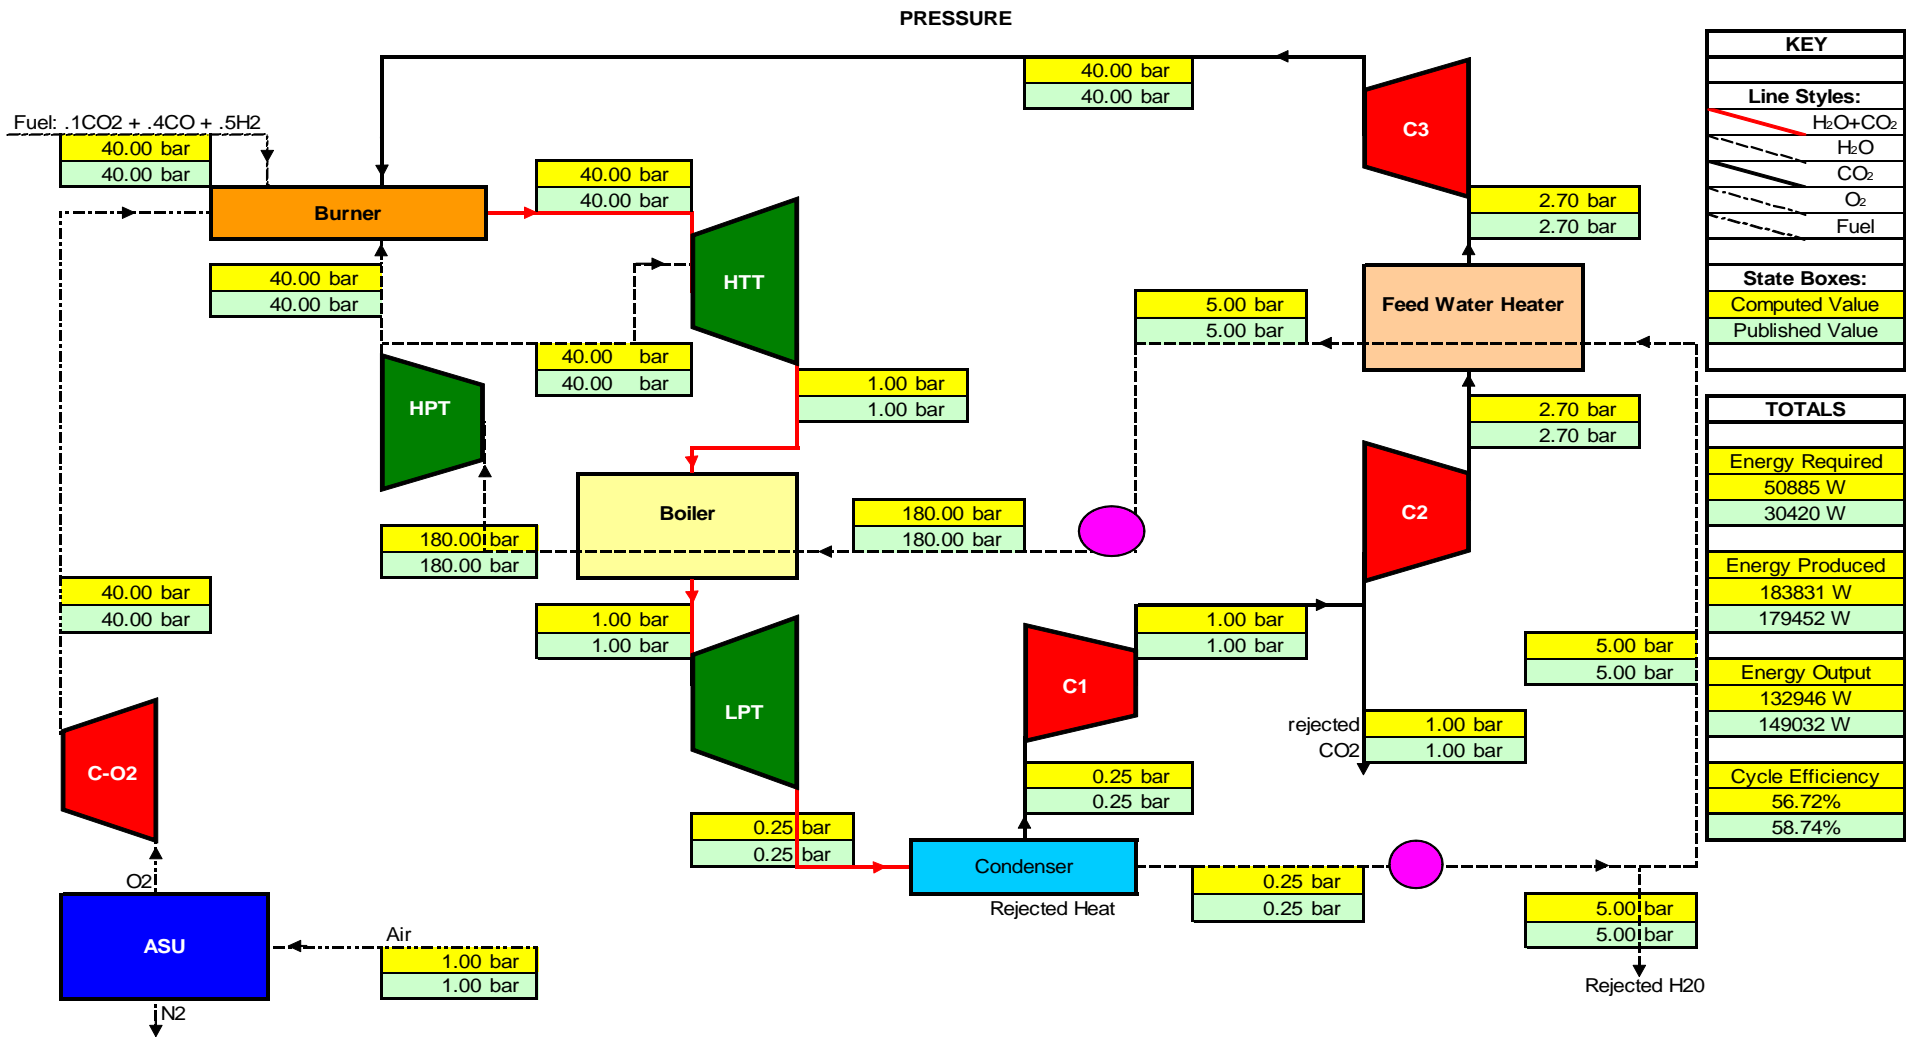 PRESSURE
KEY
40.00 bar
40.00 bar
Line Styles:
H2O+CO2
H2O
CO2
O2
Fuel
State Boxes:
Computed Value
Published Value
Fuel: .1CO2 + .4CO + .5H2
40.00 bar
40.00 bar
C3
40.00 bar
40.00 bar
Burner
2.70 bar
2.70 bar
40.00 bar
40.00 bar
HTT
5.00 bar
5.00 bar
Feed Water Heater
40.00 bar
40.00 bar
HPT
1.00 bar
1.00 bar
2.70 bar
2.70 bar
TOTALS
Energy Required
50885 W
30420 W
Energy Produced
183831 W
179452 W
Energy Output
132946 W
149032 W
Cycle Efficiency
56.72%
58.74%
Boiler
180.00 bar
180.00 bar
C2
180.00 bar
180.00 bar
40.00 bar
40.00 bar
1.00 bar
1.00 bar
1.00 bar
1.00 bar
5.00 bar
5.00 bar
C1
LPT
rejected
CO2
1.00 bar
1.00 bar
C-O2
0.25 bar
0.25 bar
0.25 bar
0.25 bar
Condenser
Rejected Heat
0.25 bar
0.25 bar
5.00 bar
5.00 bar
Rejected H20
O2
ASU
Air
1.00 bar
1.00 bar
N2